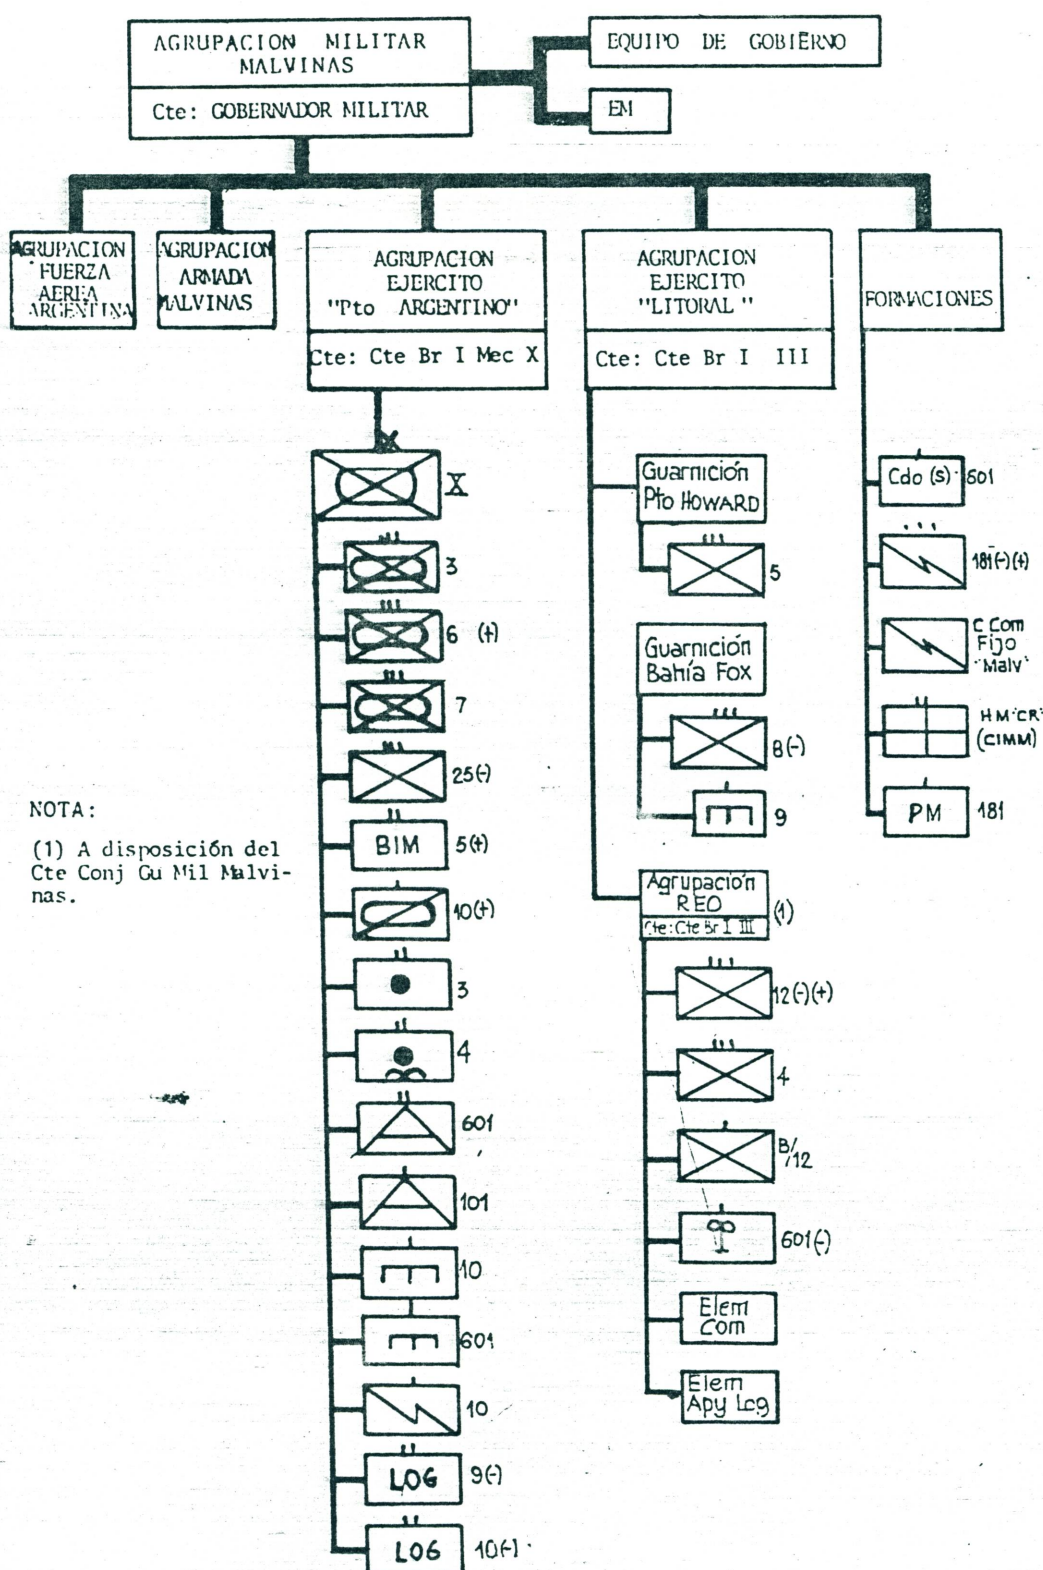 AGRUPACION MILITAR
MALVINAS
Cte: GOBERNADOR MILITAR
EQUIPO DE GOBIERNO
EM
AGRUPACION
FUERZA
AEREA
ARGENTINA
AGRUPACION
ARMADA
MALVINAS
AGRUPACION
EJERCITO
"Pto ARGENTINO"
Cte: Cte Br I Mec X
AGRUPACION
EJERCITO
"LITORAL"
Cte: Cte Br I III
FORMACIONES
X
X
3
6 (+)
7
25(-)
BIM 5(+)
10(+)
3
4
601
101
10
601
10
LOG 9(-)
LOG 10(-)
Guarnición
Pto HOWARD
5
Guarnición
Bahía Fox
8(-)
9
Agrupación
REO
(1)
Cte: Cte Br I III
12(-)(+)
4
B/
12
601(-)
Elem
Com
Elem
Apy Log
Cdo (s) 601
181(-)(+)
C Com
Fijo
"Malv"
HM"CR"
(CIMM)
PM 181
NOTA:
(1) A disposición del
Cte Conj Gu Mil Malvi-
nas.